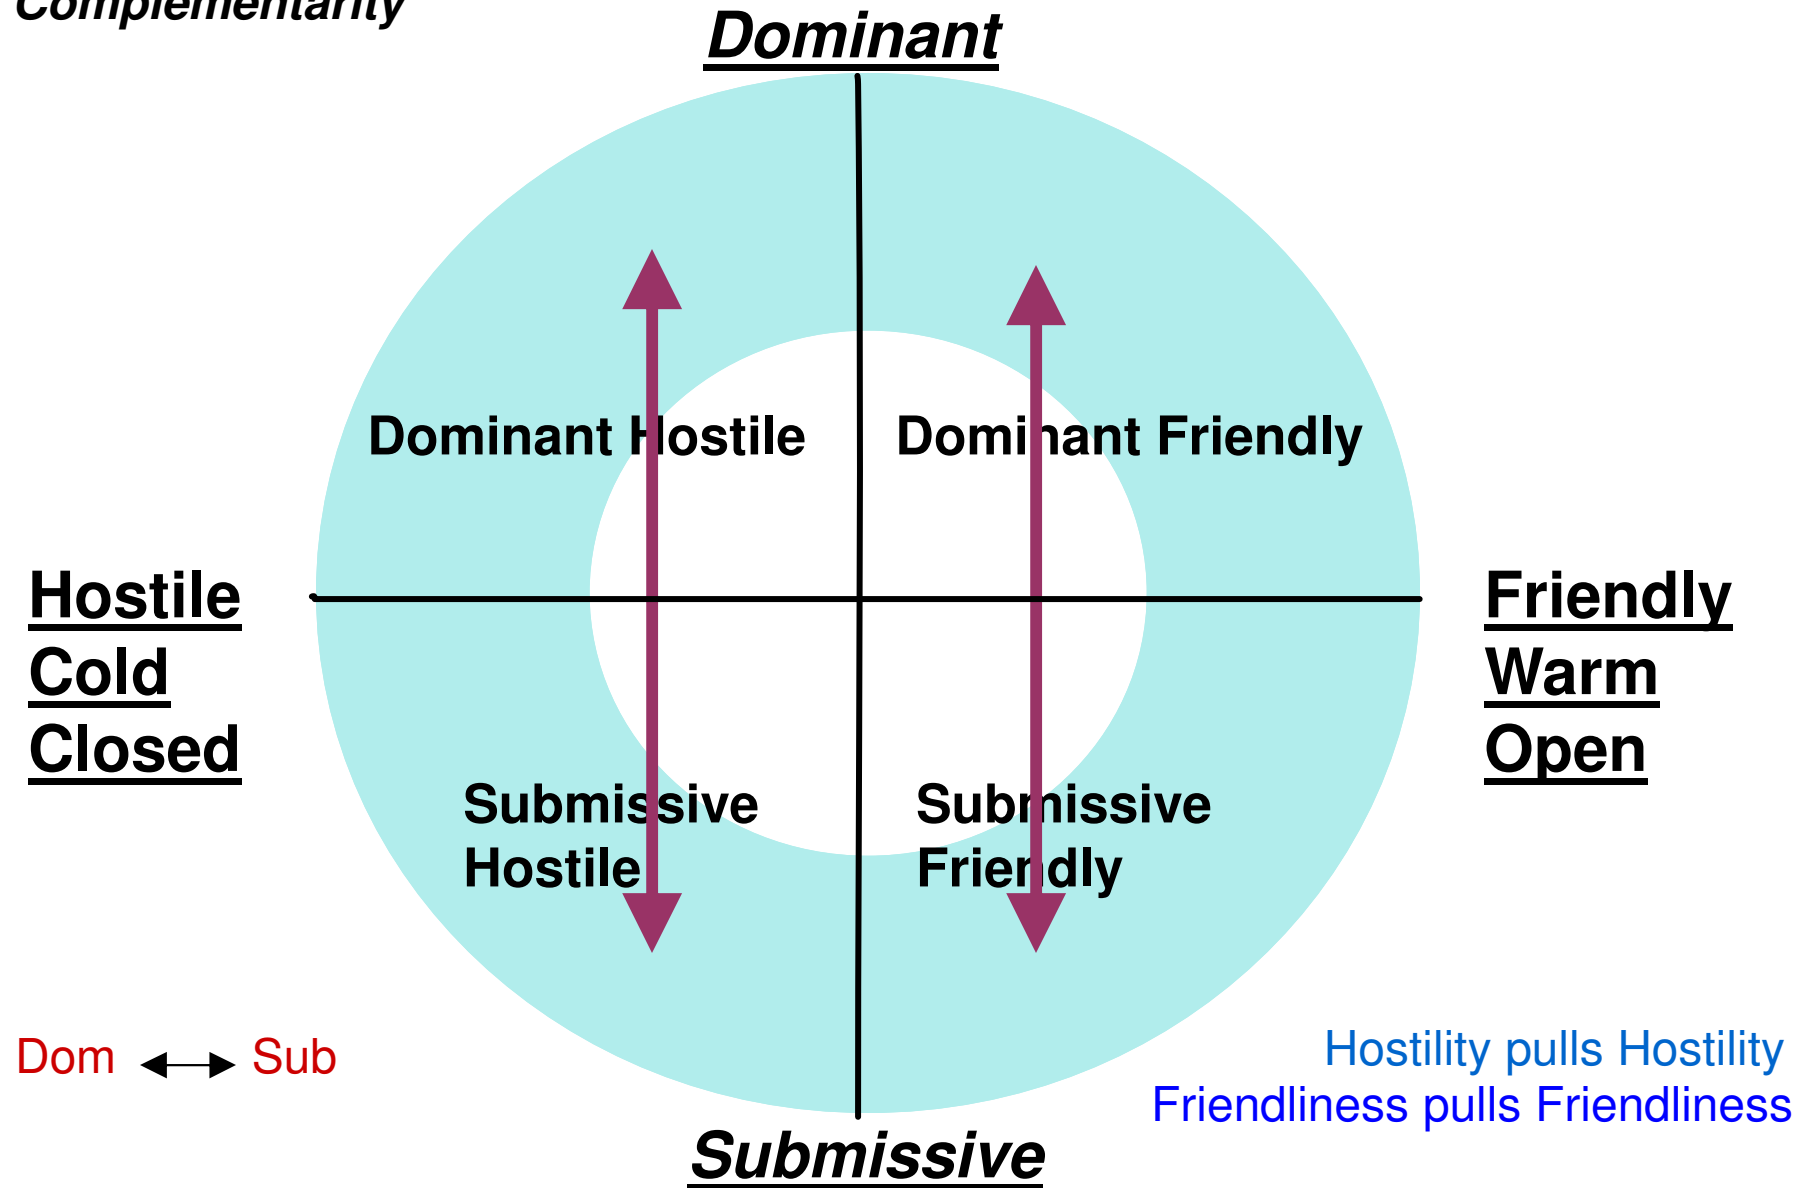 Complementarity
Dominant
Dominant Hostile
Dominant Friendly
Hostile
Cold
Closed
Friendly
Warm
Open
Submissive
Hostile
Submissive
Friendly
Dom Sub
Hostility pulls Hostility
Friendliness pulls Friendliness
Submissive